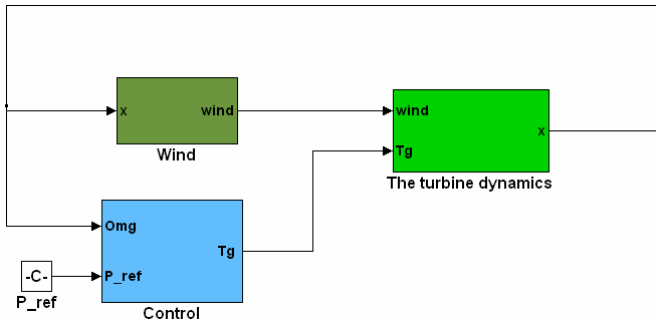 x
wind
Wind
wind
Tg
x
The turbine dynamics
Omg
P_ref
Tg
Control
-C-
P_ref